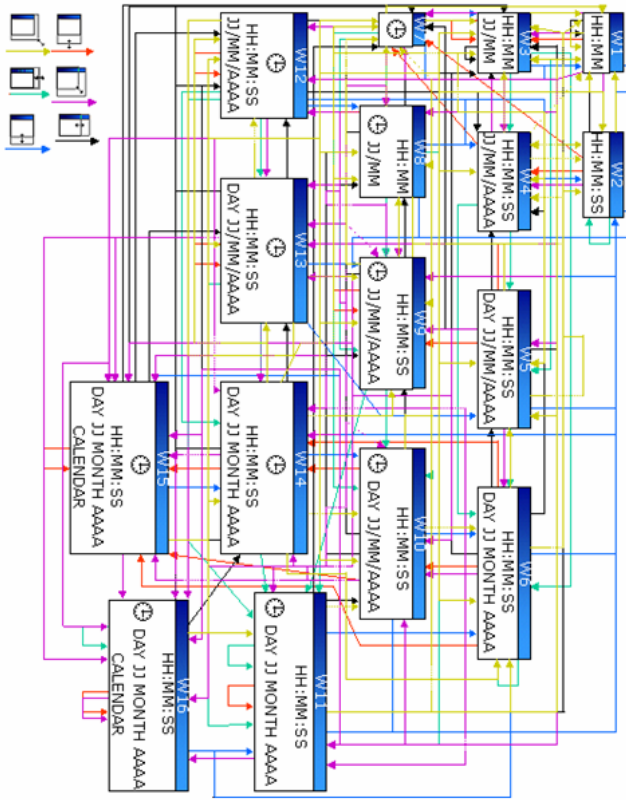 W1
HH:MM
W2
HH:MM:SS
W3
HH:MM
JJ/MM
W4
HH:MM:SS
JJ/MM/AAAA
W5
HH:MM:SS
DAY JJ/MM/AAAA
W6
HH:MM:SS
DAY JJ MONTH AAAA
W7
W8
HH:MM
JJ/MM
W9
HH:MM:SS
JJ/MM/AAAA
W10
HH:MM:SS
DAY JJ/MM/AAAA
W11
HH:MM:SS
DAY JJ MONTH AAAA
W12
HH:MM:SS
JJ/MM/AAAA
W13
HH:MM:SS
DAY JJ/MM/AAAA
W14
HH:MM:SS
DAY JJ MONTH AAAA
W15
HH:MM:SS
DAY JJ MONTH AAAA
CALENDAR
W16
HH:MM:SS
DAY JJ MONTH AAAA
CALENDAR